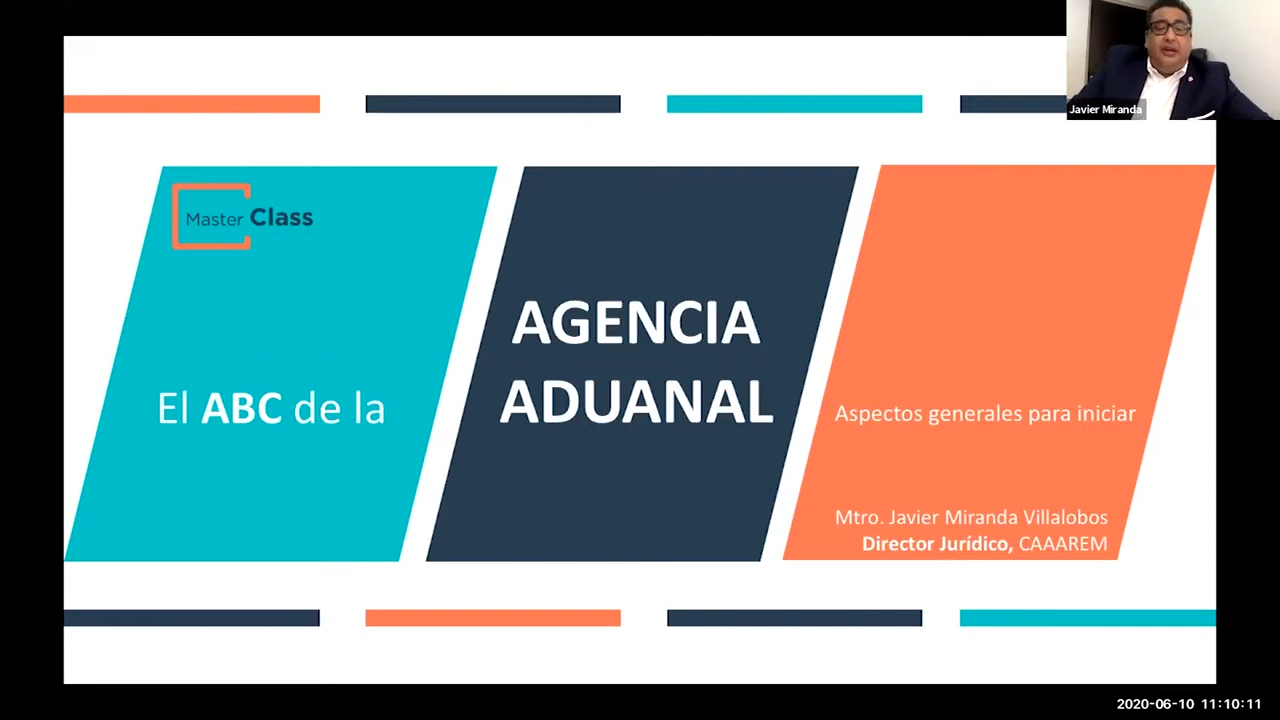 Javier Miranda
Master Class
El ABC de la
AGENCIA
ADUANAL
Aspectos generales para iniciar
Mtro. Javier Miranda Villalobos
Director Jurídico, CAAAREM
2020-06-10 11:10:11